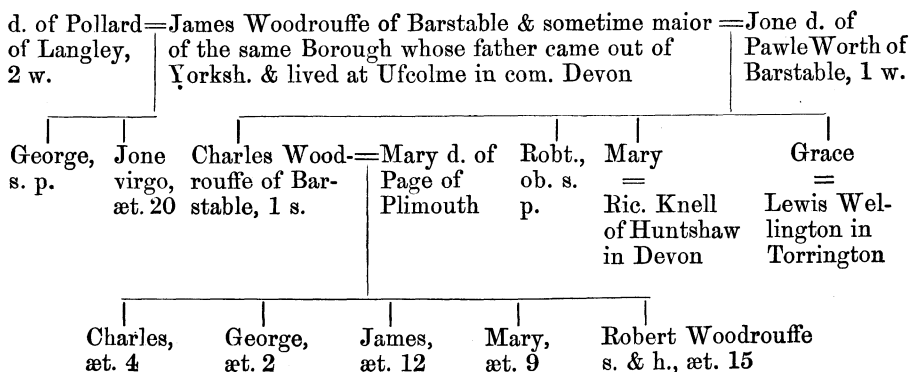 d. of Pollard=James Woodrouffe of Barstable & sometime maior=Jone d. of
of Langley, of the same Borough whose father came out of PawleWorth of
2 w. Yorksh. & lived at Ufcolme in com. Devon Barstable, 1 w.
George, Jone Charles Wood-=Mary d. of Robt., Mary Grace
s. p. virgo, rouffe of Bar- Page of ob. s. = =
æt. 20 stable, 1 s. Plimouth p. Ric. Knell Lewis Wel-
of Huntshaw lington in
in Devon Torrington
Charles, George, James, Mary, Robert Woodrouffe
æt. 4 æt. 2 æt. 12 æt. 9 s. & h., æt. 15